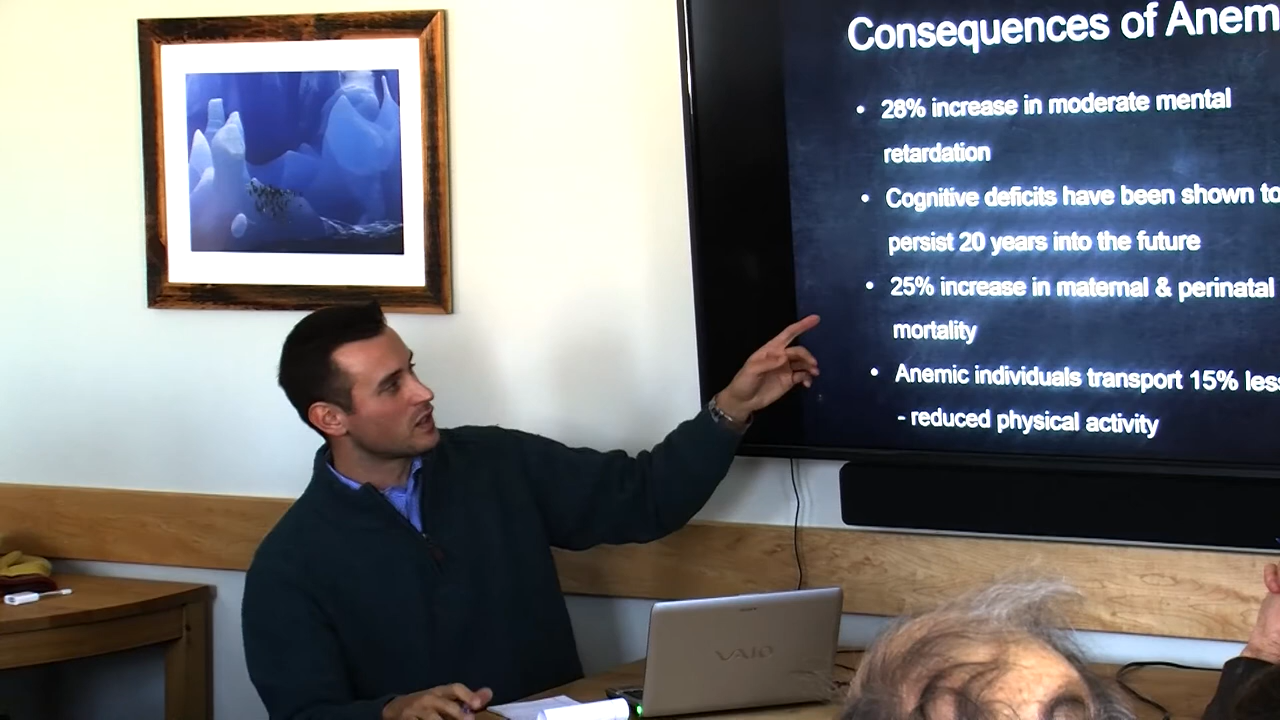 Consequences of Anem
• 28% increase in moderate mental
retardation
• Cognitive deficits have been shown to
persist 20 years into the future
• 25% increase in maternal & perinatal
mortality
• Anemic individuals transport 15% less
- reduced physical activity
VAIO